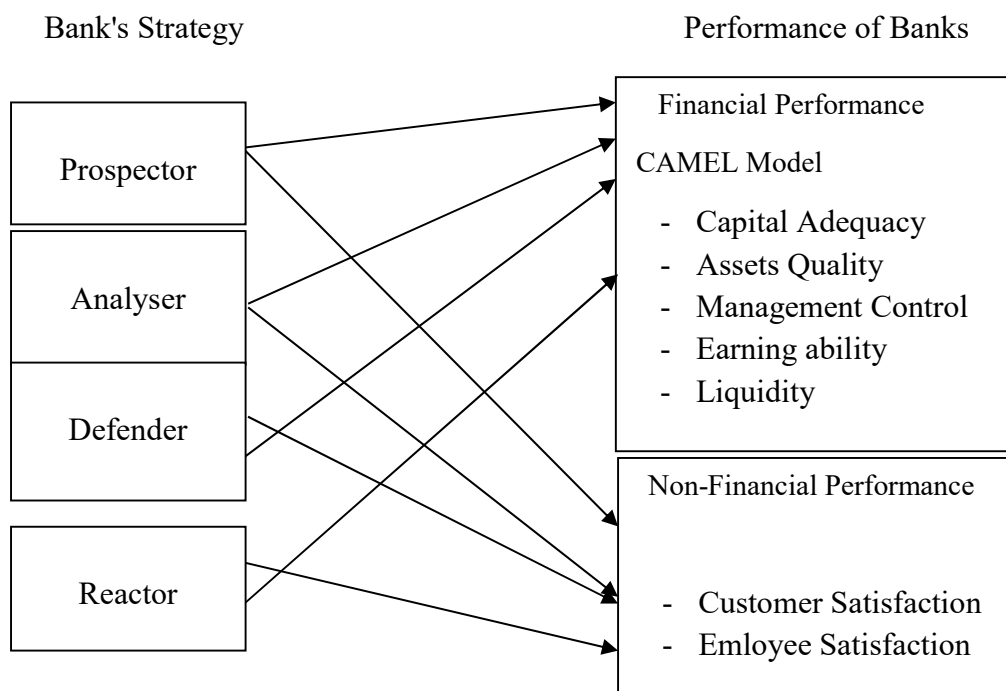 Bank's Strategy
Performance of Banks
Prospector
Analyser
Defender
Reactor
Financial Performance
CAMEL Model
- Capital Adequacy
- Assets Quality
- Management Control
- Earning ability
- Liquidity
Non-Financial Performance
- Customer Satisfaction
- Emloyee Satisfaction